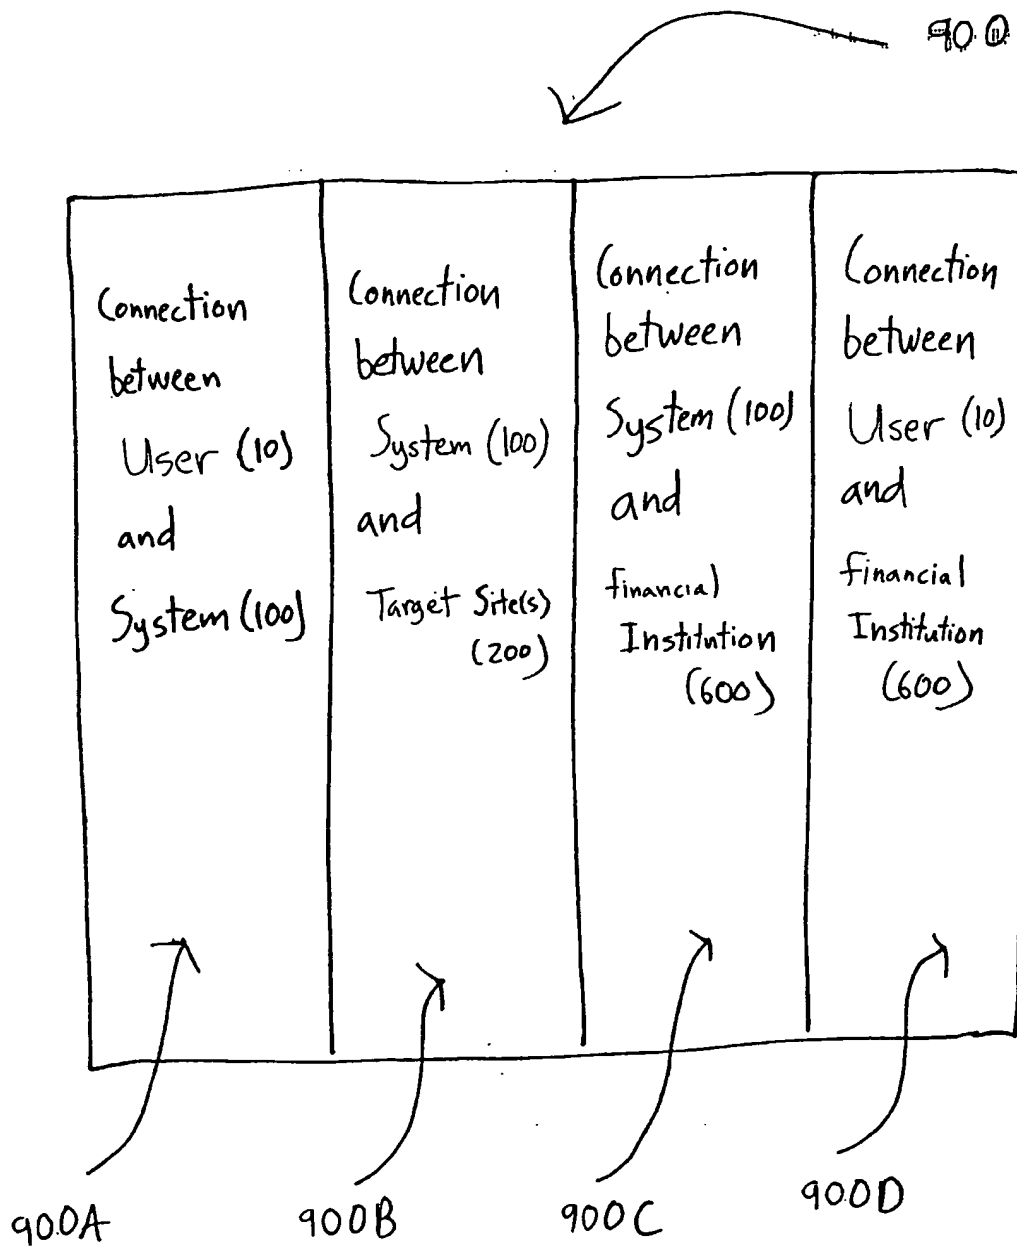 900
Connection
between
User (10)
and
System (100)
Connection
between
System (100)
and
Target Site(s)
(200)
Connection
between
System (100)
and
financial
Institution
(600)
Connection
between
User (10)
and
financial
Institution
(600)
900A
900B
900C
900D